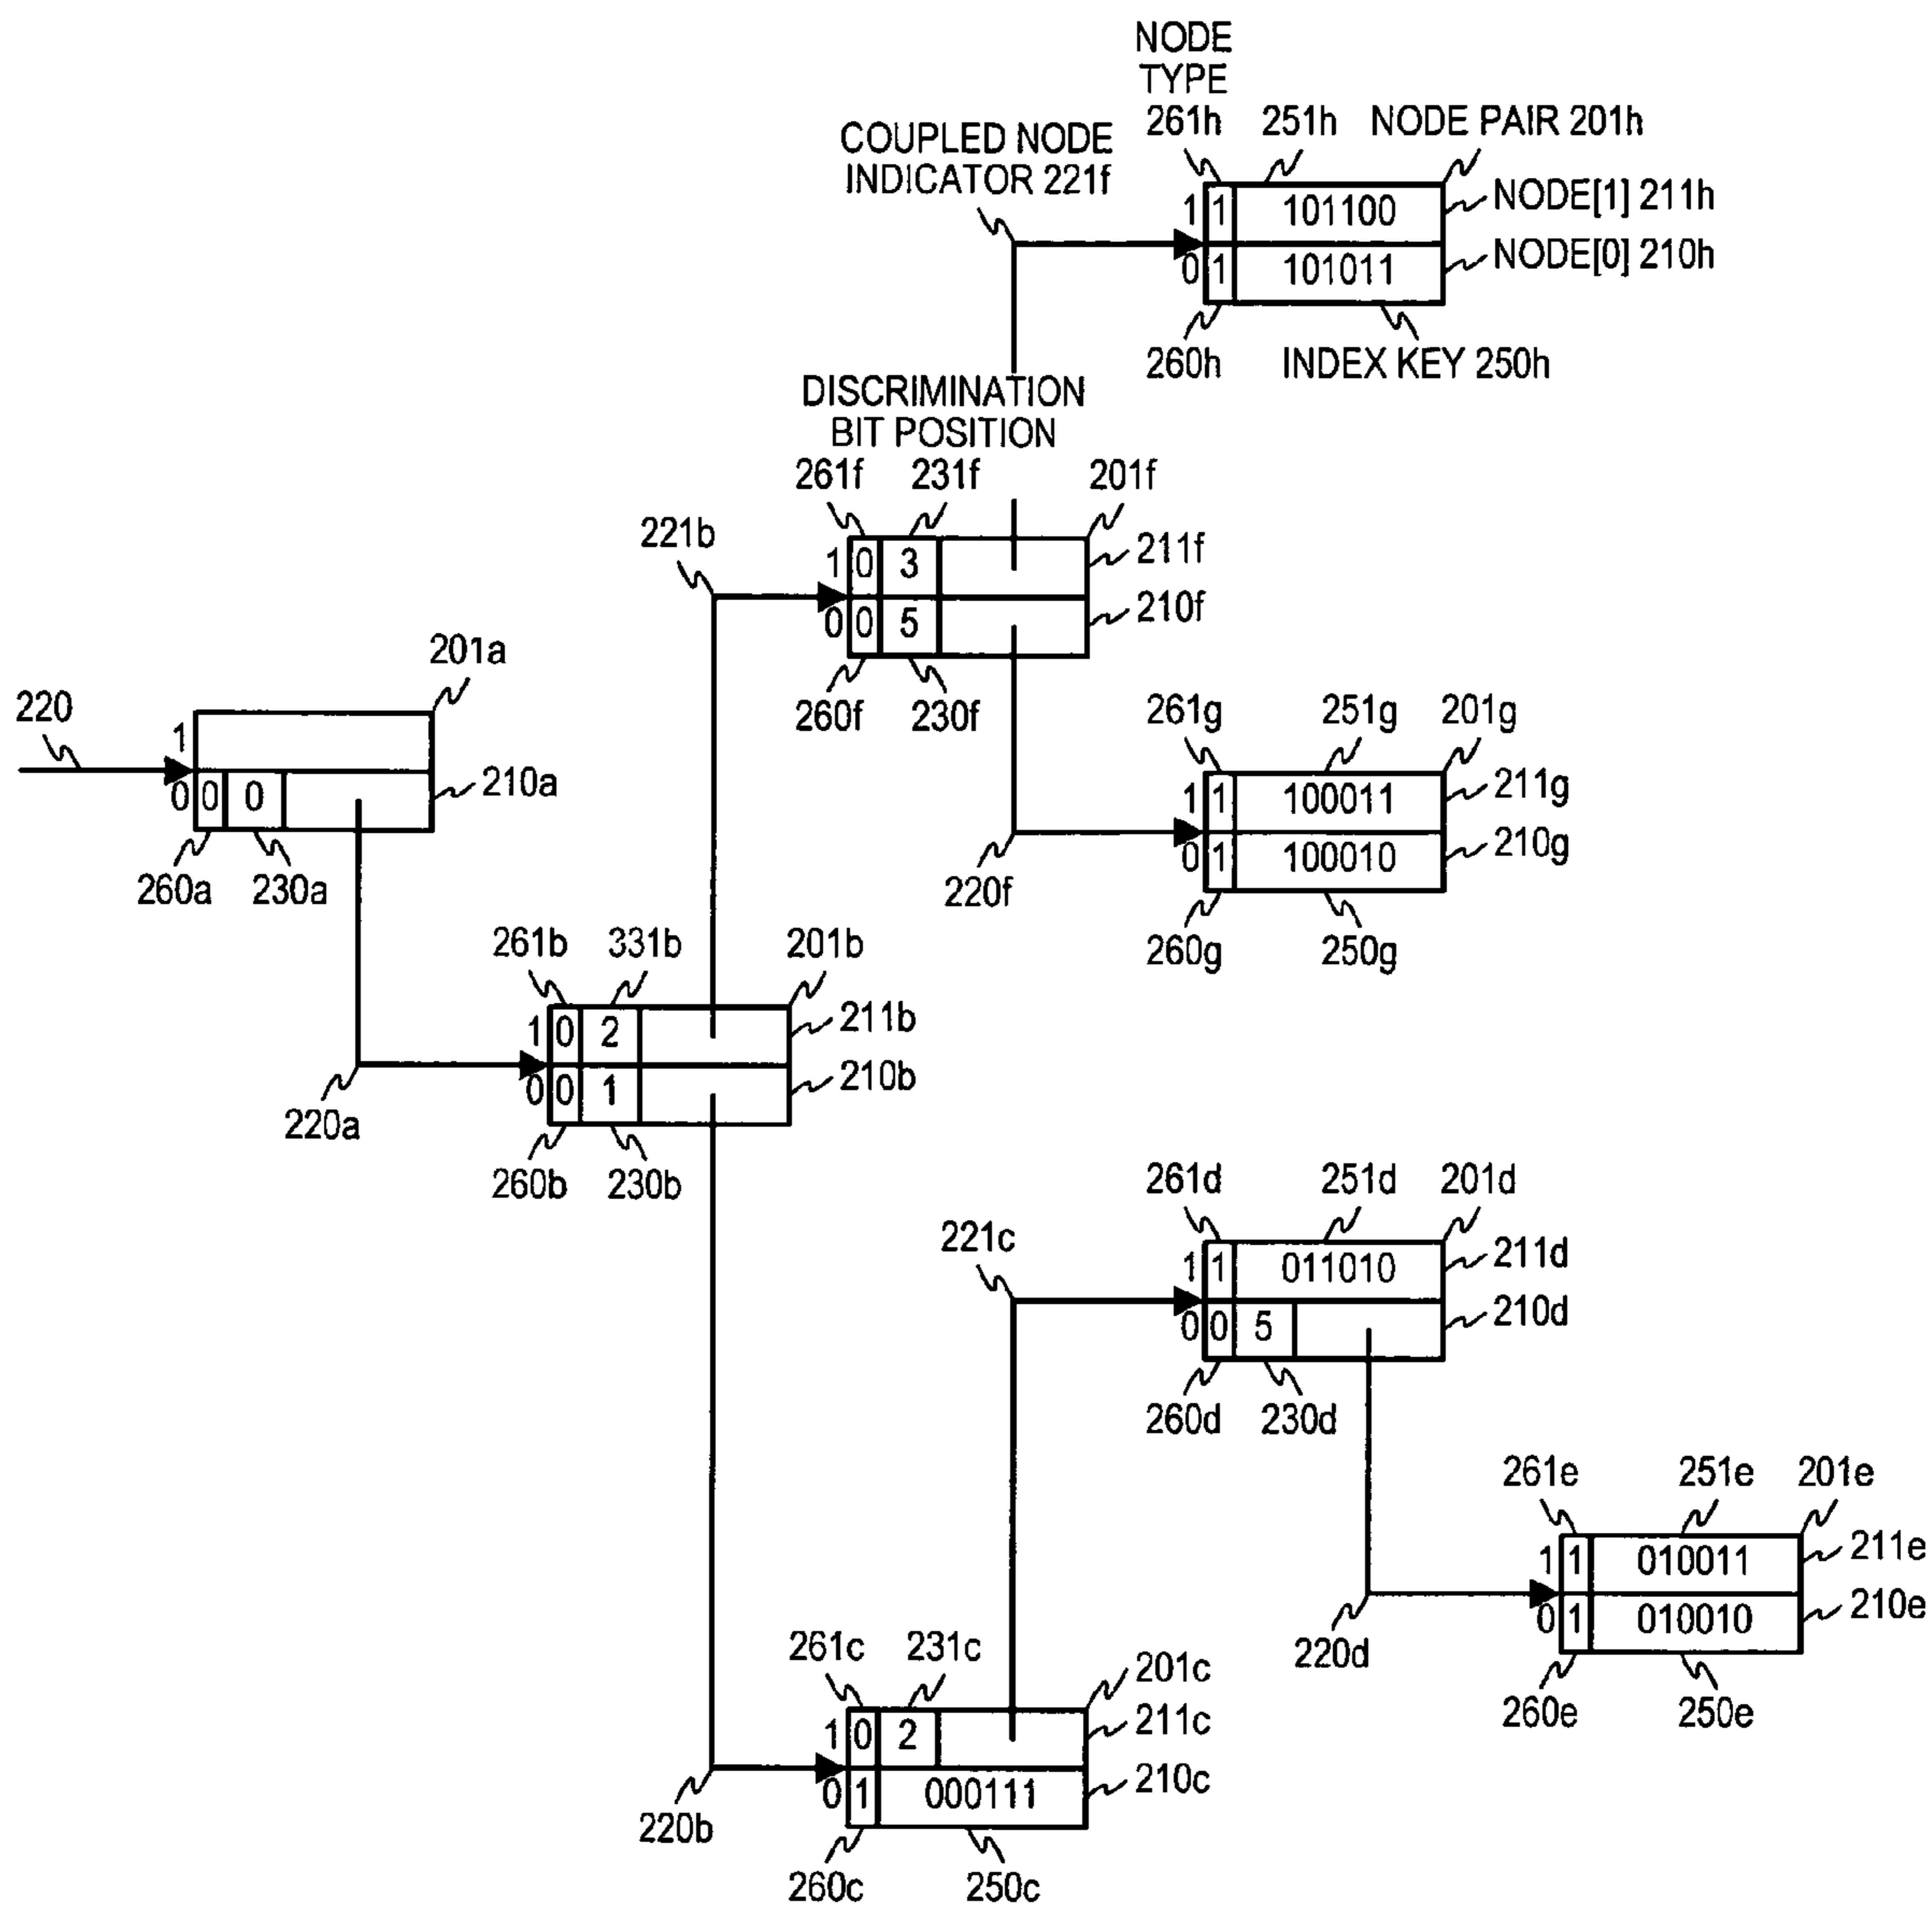 NODE
TYPE
261h 251h NODE PAIR 201h
COUPLED NODE
INDICATOR 221f
1 1 101100 NODE[1] 211h
0 1 101011 NODE[0] 210h
260h INDEX KEY 250h
DISCRIMINATION
BIT POSITION
261f 231f 201f
221b
1 0 3 211f
0 0 5 210f
260f 230f
201a
220
1
0 0 0 210a
260a 230a
261g 251g 201g
1 1 100011 211g
0 1 100010 210g
220f
260g 250g
261b 331b 201b
1 0 2 211b
0 0 1 210b
220a
260b 230b
261d 251d 201d
221c
1 1 011010 211d
0 0 5 210d
260d 230d
261e 251e 201e
1 1 010011 211e
0 1 010010 210e
220d
260e 250e
261c 231c 201c
1 0 2 211c
0 1 000111 210c
220b
260c 250c